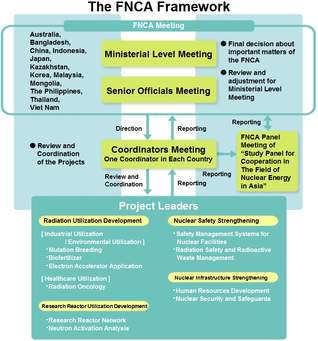 The FNCA Framework
FNCA Meeting
Australia,
Bangladesh,
China, Indonesia,
Japan,
Kazakhstan,
Korea, Malaysia,
Mongolia,
The Philippines,
Thailand,
Viet Nam
Ministerial Level Meeting
Senior Officials Meeting
● Final decision about
important matters of
the FNCA
● Review and
adjustment for
Ministerial Level
Meeting
Direction
Reporting
Reporting
● Review and
Coordination
of the Projects
Coordinators Meeting
One Coordinator in Each Country
FNCA Panel
Meeting of
"Study Panel for
Cooperation in
The Field of
Nuclear Energy
in Asia"
Reporting
Review and
Coordination
Reporting
Project Leaders
Radiation Utilization Development
[ Industrial Utilization
/ Environmental Utilization ]
・Mutation Breeding
・Biofertilizer
・Electron Accelerator Application
[ Healthcare Utilization ]
・Radiation Oncology
Research Reactor Utilization Development
・Research Reactor Network
・Neutron Activation Analysis
Nuclear Safety Strengthening
・Safety Management Systems for
Nuclear Facilities
・Radiation Safety and Radioactive
Waste Management
Nuclear Infrastructure Strengthening
・Human Resources Development
・Nuclear Security and Safeguards